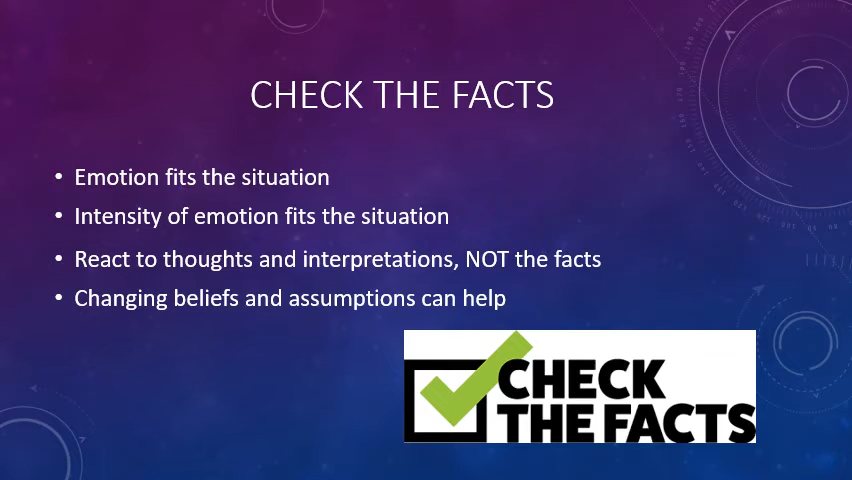 CHECK THE FACTS
• Emotion fits the situation
• Intensity of emotion fits the situation
• React to thoughts and interpretations, NOT the facts
• Changing beliefs and assumptions can help
CHECK
THE FACTS